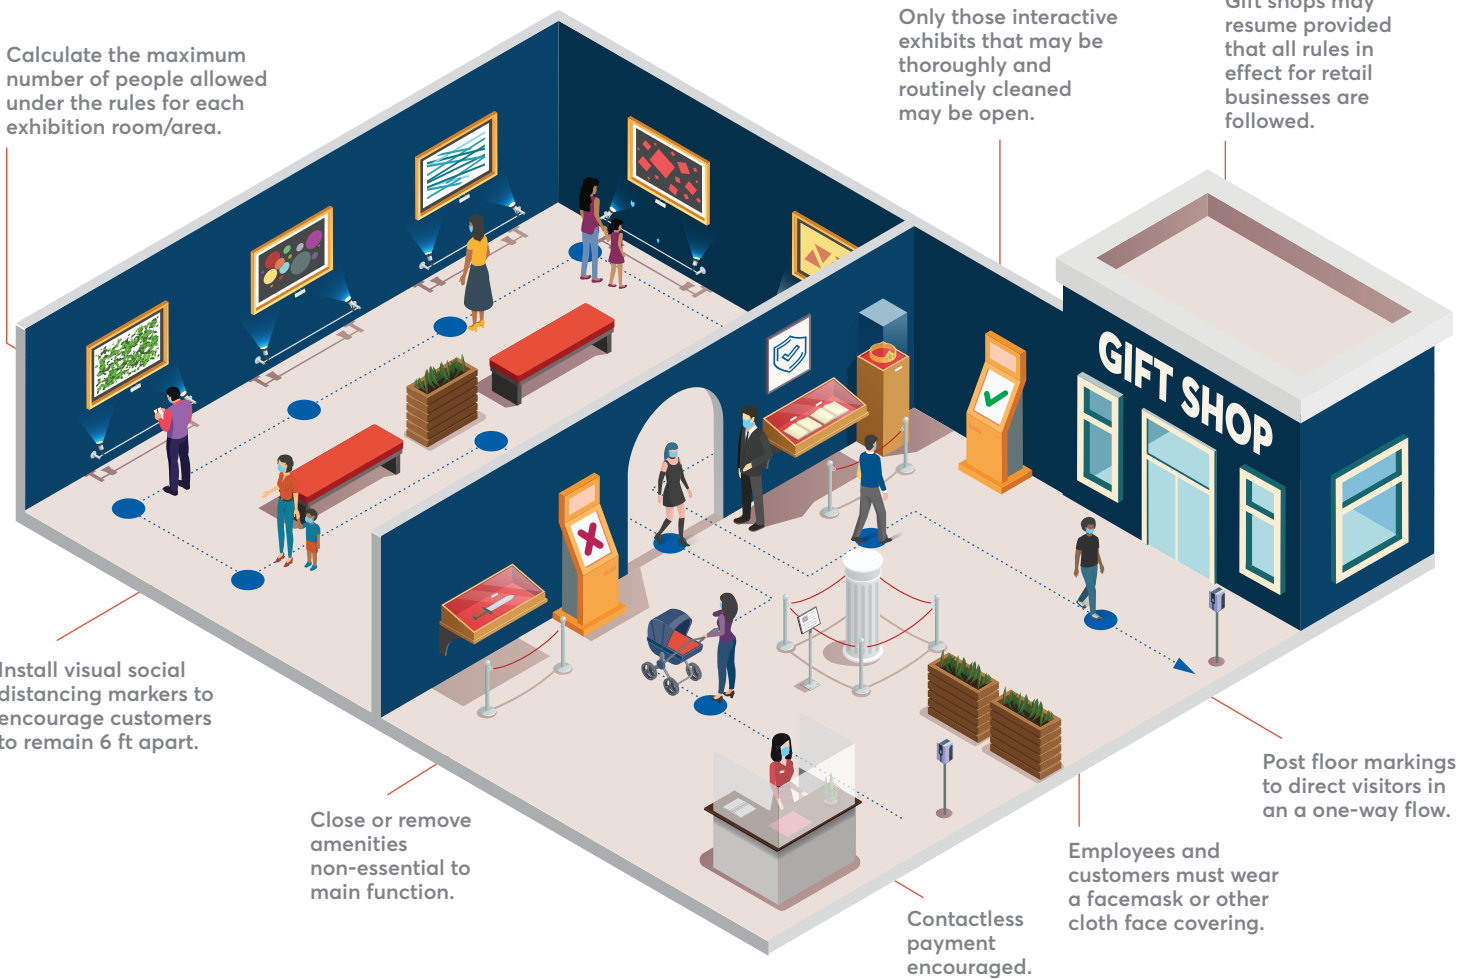 Calculate the maximum
number of people allowed
under the rules for each
exhibition room/area.
Only those interactive
exhibits that may be
thoroughly and
routinely cleaned
may be open.
Gift shops may
resume provided
that all rules in
effect for retail
businesses are
followed.
GIFT SHOP
Install visual social
distancing markers to
encourage customers
to remain 6 ft apart.
Close or remove
amenities
non-essential to
main function.
Contactless
payment
encouraged.
Employees and
customers must wear
a facemask or other
cloth face covering.
Post floor markings
to direct visitors in
an a one-way flow.